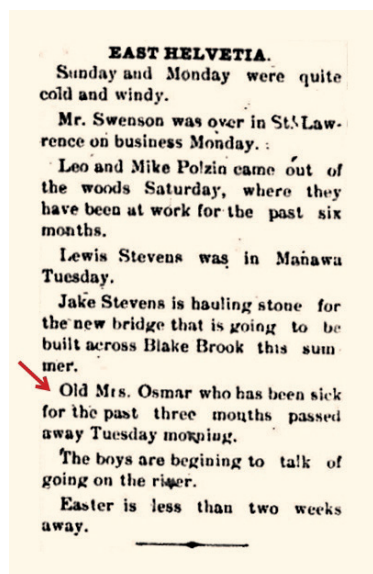 EAST HELVETIA.
Sunday and Monday were quite
cold and windy.
Mr. Swenson was over in St. Law-
rence on business Monday.
Leo and Mike Polzin came out of
the woods Saturday, where they
have been at work for the past six
months.
Lewis Stevens was in Manawa
Tuesday.
Jake Stevens is hauling stone for
the new bridge that is going to be
built across Blake Brook this sum
mer.
Old Mrs. Osmar who has been sick
for the past three months passed
away Tuesday morning.
The boys are begining to talk of
going on the river.
Easter is less than two weeks
away.